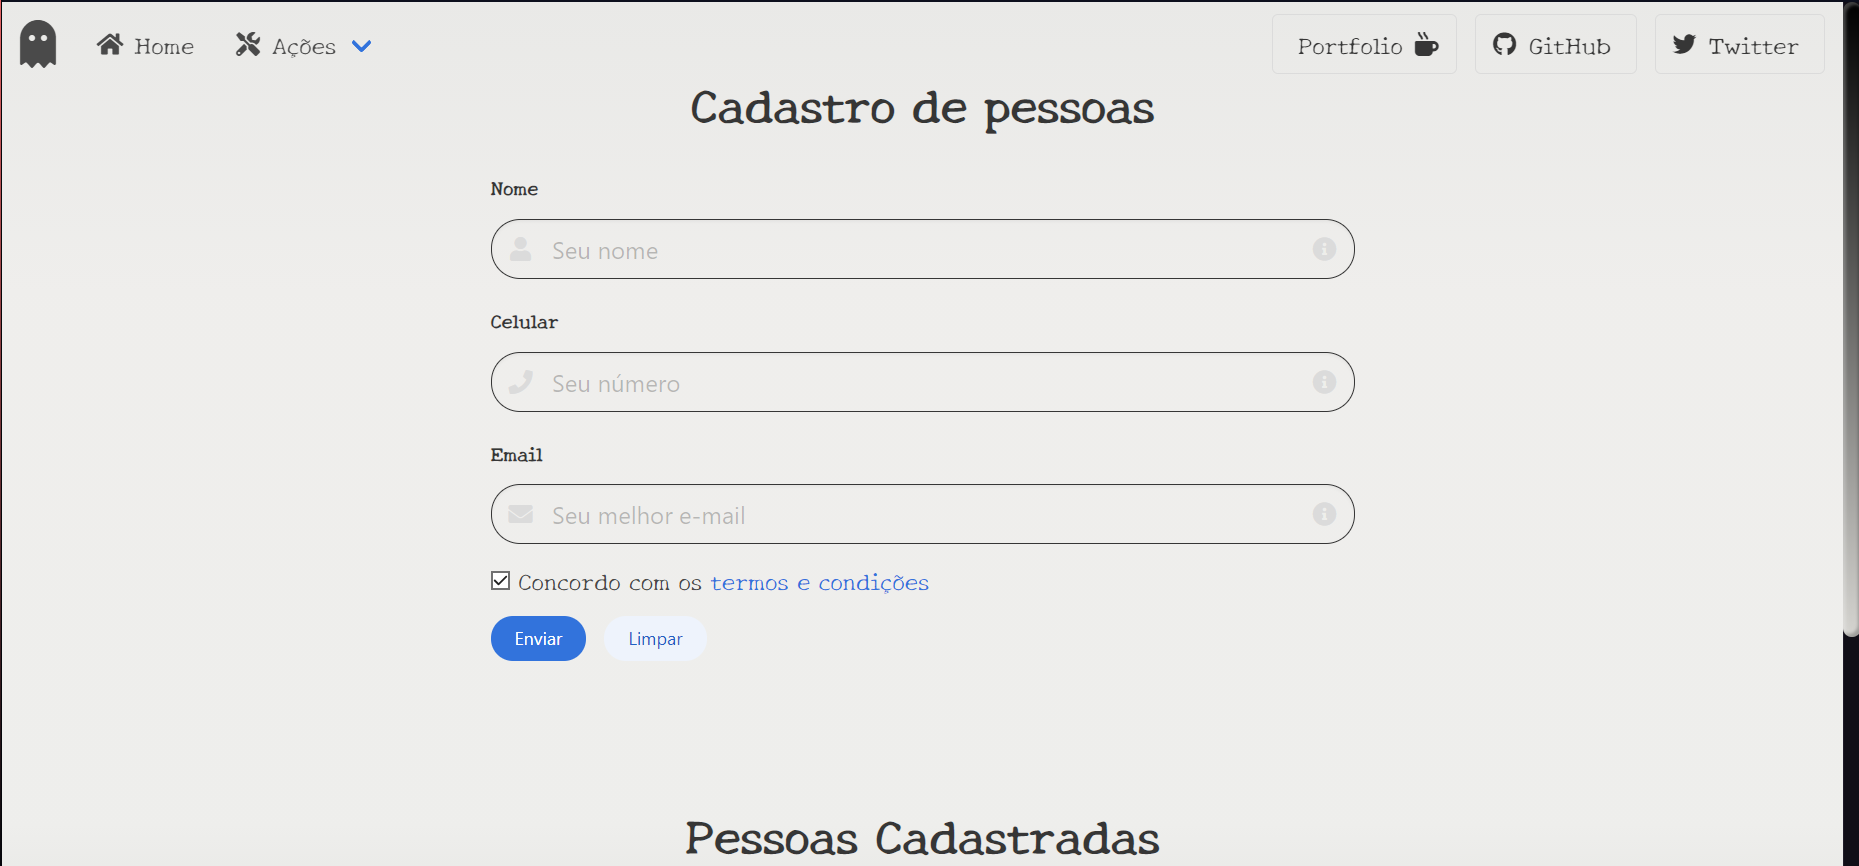 Home Ações Portfolio GitHub Twitter
Cadastro de pessoas
Nome
Seu nome
Celular
Seu número
Email
Seu melhor e-mail
Concordo com os termos e condições
Enviar Limpar
Pessoas Cadastradas